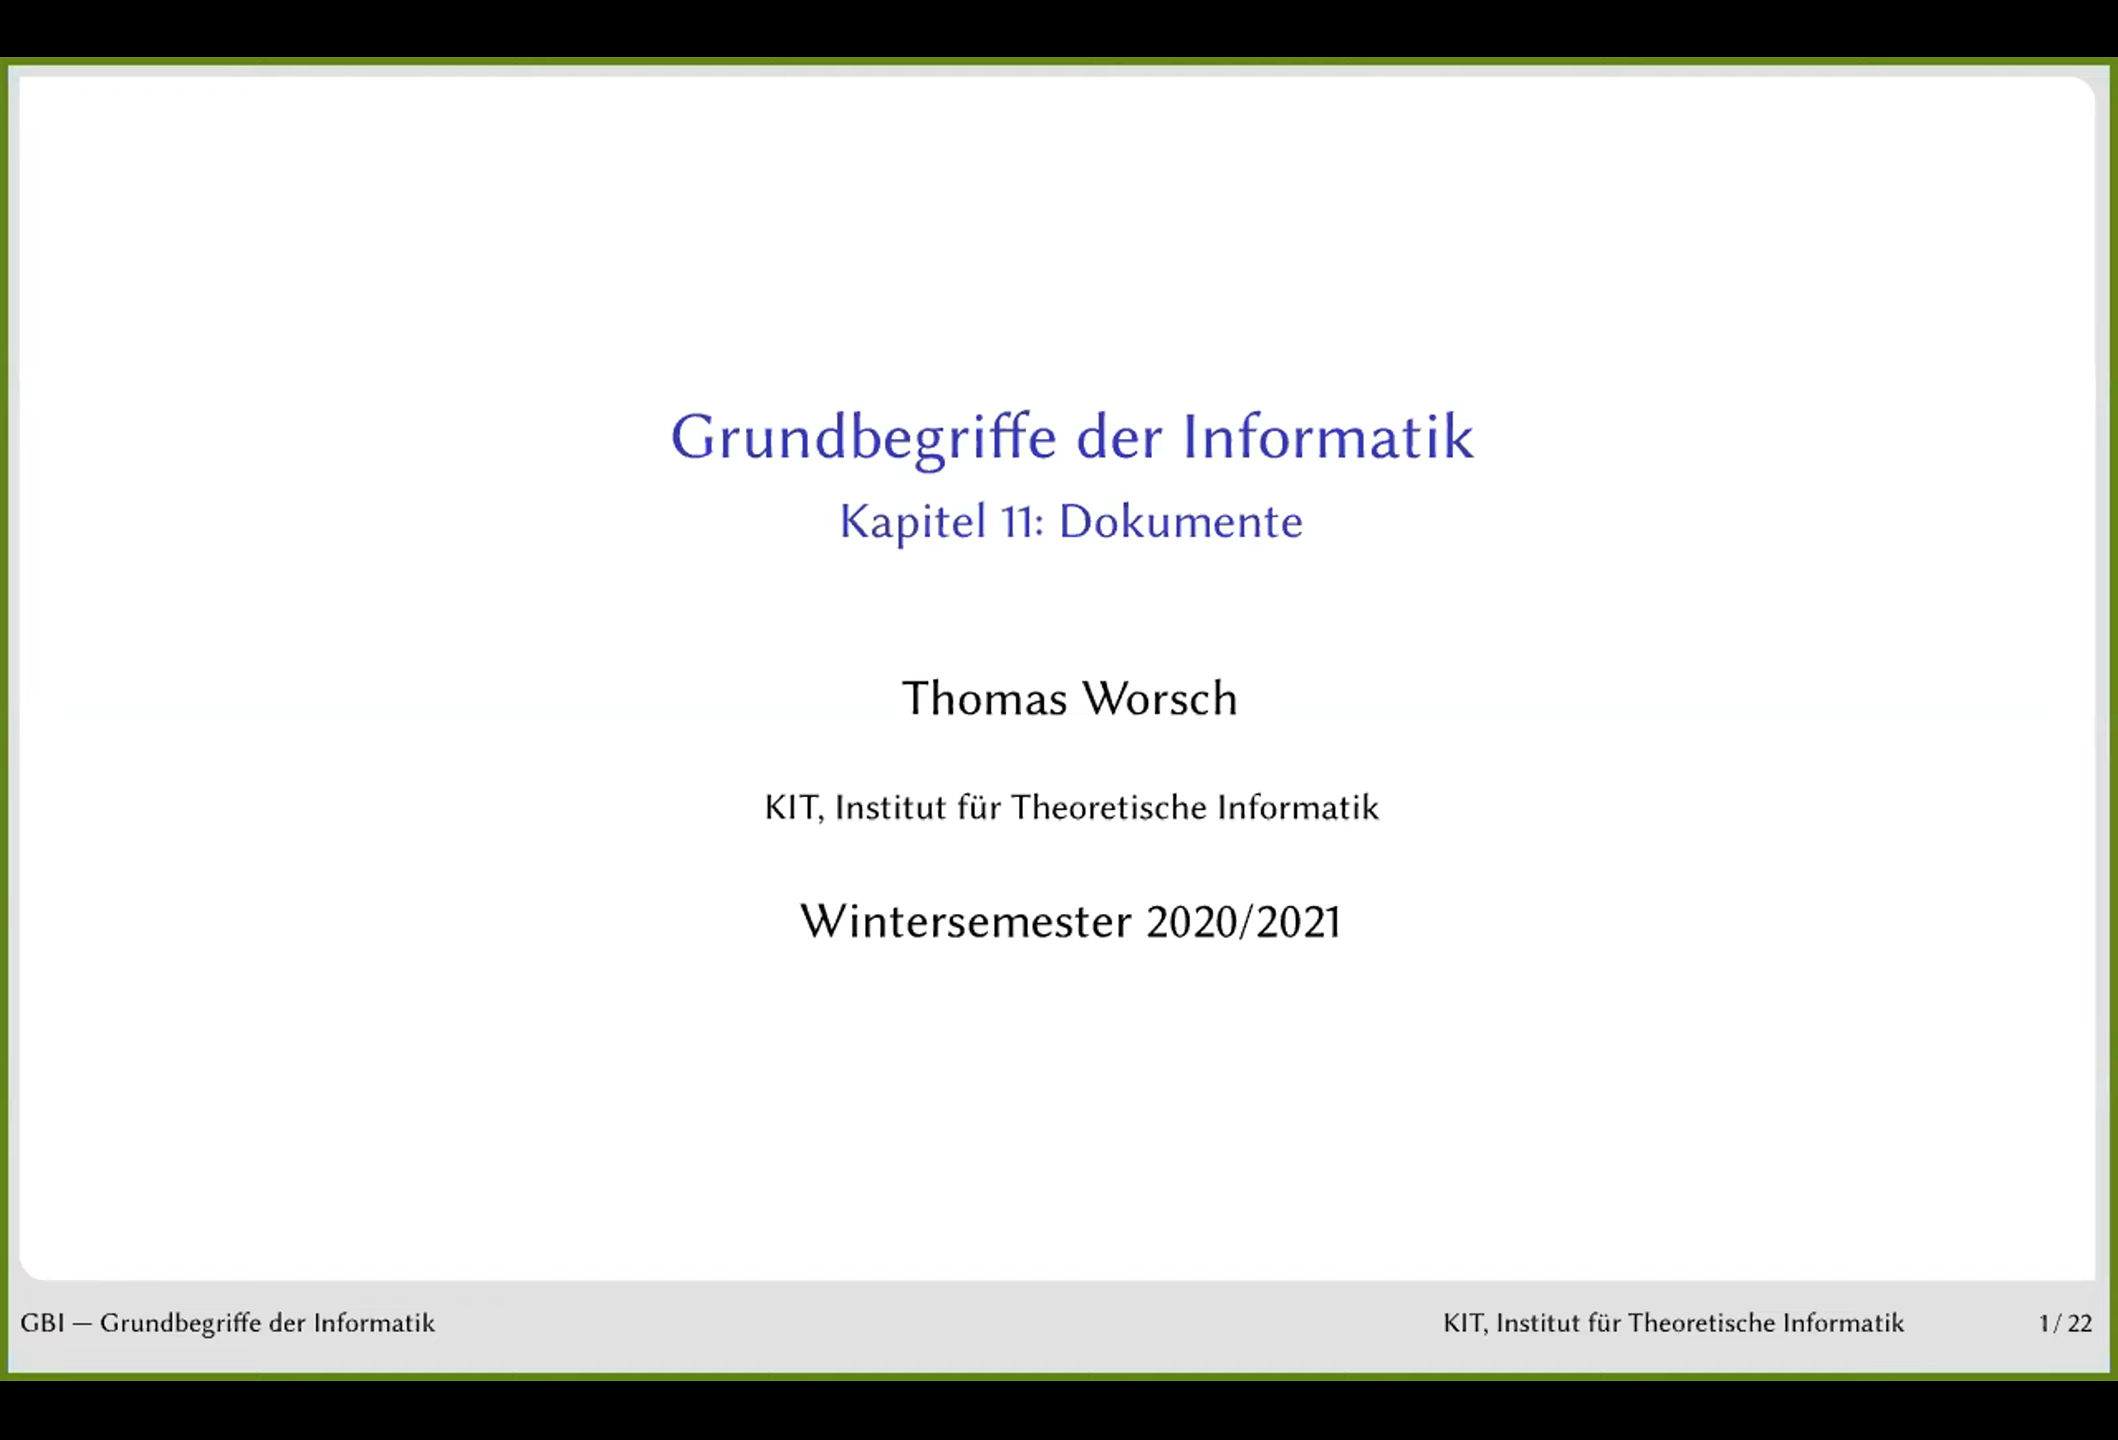 Grundbegriffe der Informatik
Kapitel 11: Dokumente
Thomas Worsch
KIT, Institut für Theoretische Informatik
Wintersemester 2020/2021
GBI — Grundbegriffe der Informatik
KIT, Institut für Theoretische Informatik
1 / 22